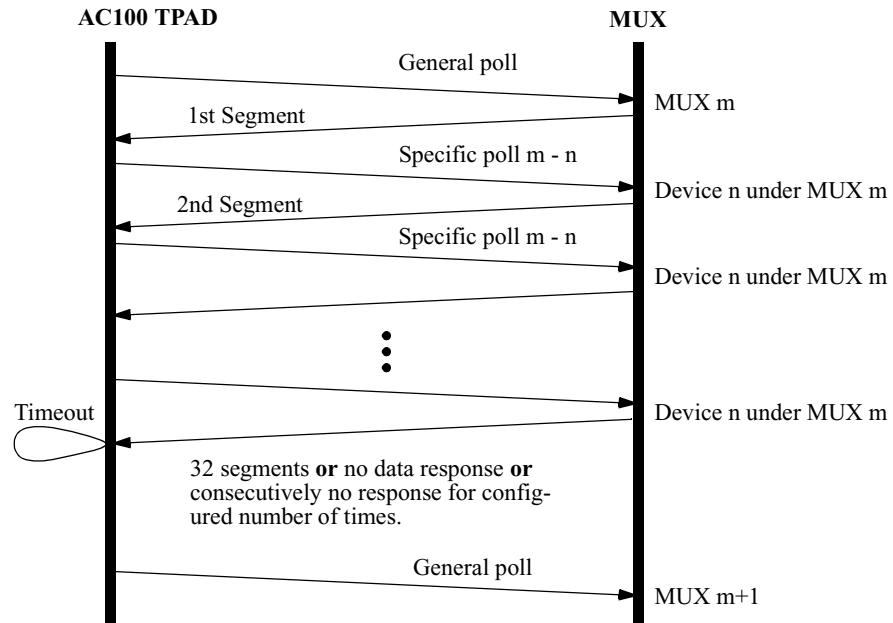 AC100 TPAD
MUX
General poll
MUX m
1st Segment
Specific poll m - n
Device n under MUX m
2nd Segment
Specific poll m - n
Device n under MUX m
Timeout
Device n under MUX m
32 segments or no data response or
consecutively no response for config-
ured number of times.
General poll
MUX m+1